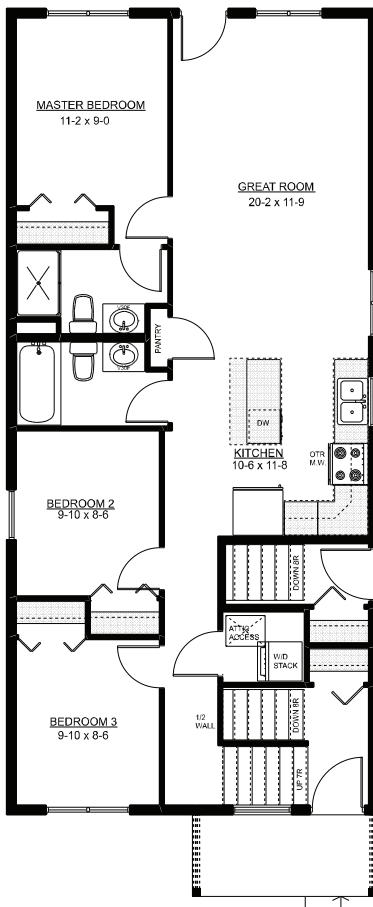 MASTER BEDROOM
11-2 x 9-0
GREAT ROOM
20-2 x 11-9
PANTRY
DW
KITCHEN
10-6 x 11-8
OTR
M.W.
BEDROOM 2
9-10 x 8-6
DOWN 8R
ATTIC
ACCESS
W/D
STACK
BEDROOM 3
9-10 x 8-6
1/2
WALL
DOWN 8R
UP 7R